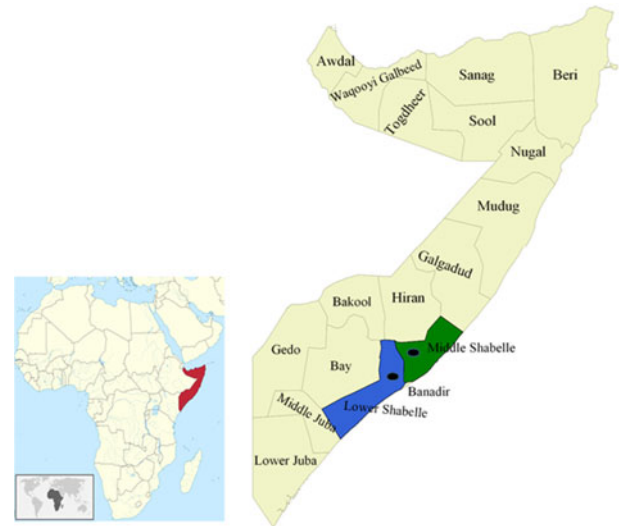 Awdal
Waqooyi Galbeed
Togdheer
Sanag
Beri
Sool
Nugal
Mudug
Galgadud
Hiran
Bakool
Gedo
Bay
Middle Shabelle
Banadir
Lower Shabelle
Middle Juba
Lower Juba